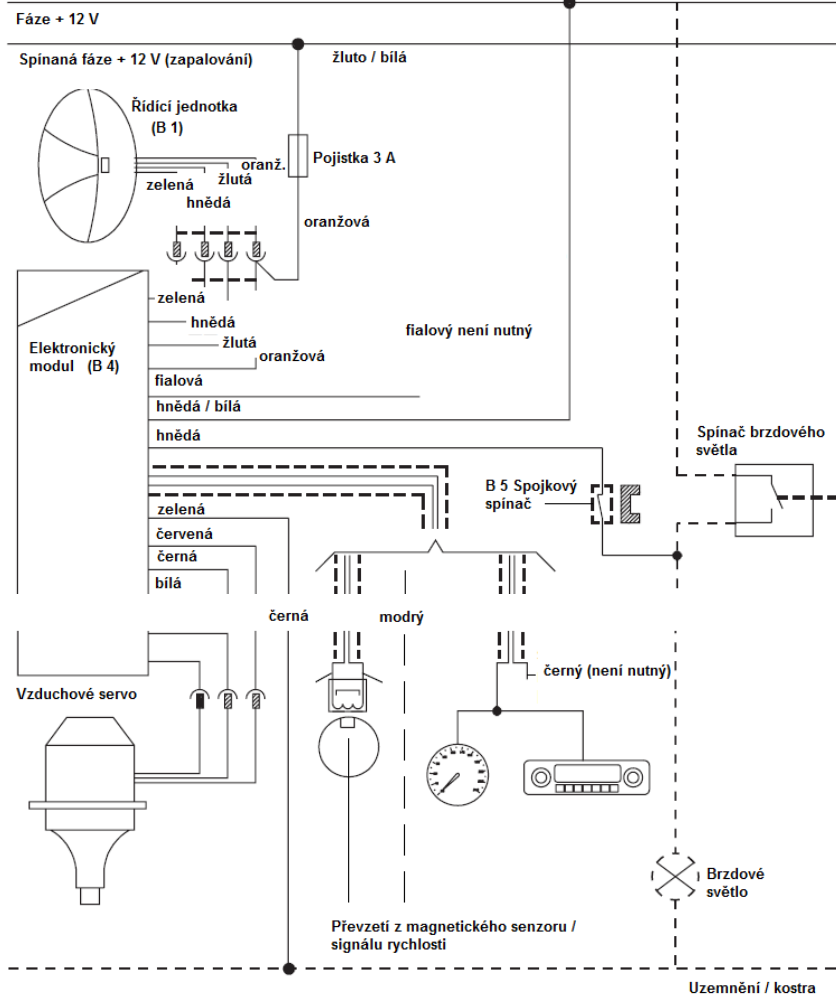 Fáze + 12 V
Spínaná fáze + 12 V (zapalování)
žluto / bílá
Řídící jednotka
(B 1)
oranž.
Pojistka 3 A
žlutá
zelená
hnědá
oranžová
zelená
hnědá
fialový není nutný
žlutá
Elektronický
modul (B 4)
oranžová
fialová
hnědá / bílá
hnědá
Spínač brzdového
světla
B 5 Spojkový
spínač
zelená
červená
černá
bílá
černá
modrý
černý (není nutný)
Vzduchové servo
Brzdové
světlo
Převzetí z magnetického senzoru /
signálu rychlosti
Uzemnění / kostra